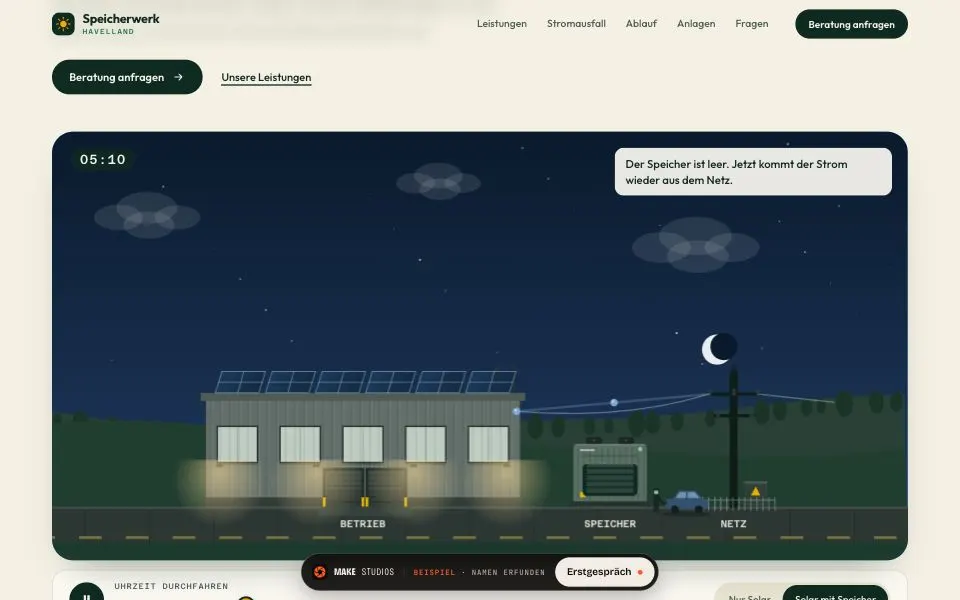 Speicherwerk
HAVELLAND
Leistungen Stromausfall Ablauf Anlagen Fragen Beratung anfragen
Beratung anfragen → Unsere Leistungen
05:10
Der Speicher ist leer. Jetzt kommt der Strom
wieder aus dem Netz.
BETRIEB SPEICHER NETZ
MAKE STUDIOS BEISPIEL · NAMEN ERFUNDEN Erstgespräch
UHRZEIT DURCHFAHREN
Nur Solar Solar mit Speicher